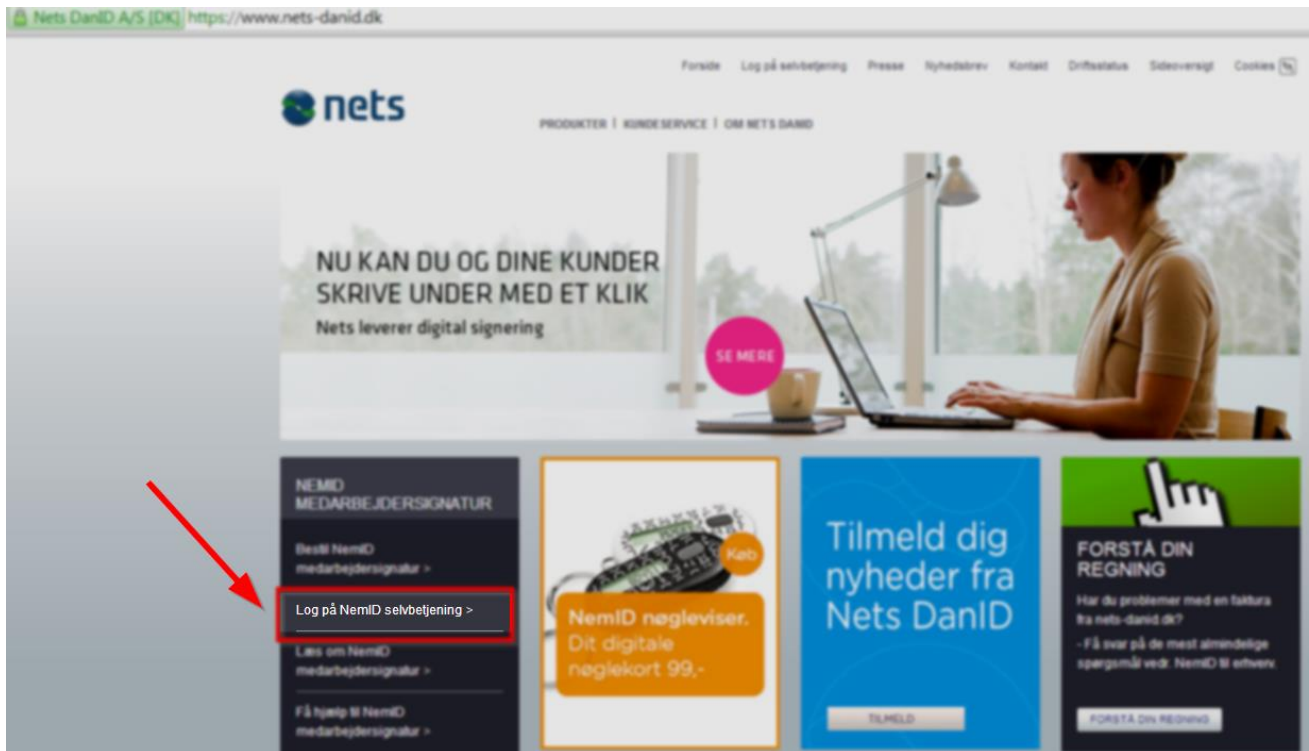 Nets DanID A/S [DK] https://www.nets-danid.dk
Forside Log på selvbetjening Presse Nyhedsbrev Kontakt Driftsstatus Sideoversigt Cookies
nets
PRODUKTER | KUNDESERVICE | OM NETS DANID
NU KAN DU OG DINE KUNDER
SKRIVE UNDER MED ET KLIK
Nets leverer digital signering
SE MERE
NEMID
MEDARBEJDERSIGNATUR
Bestil NemID
medarbejdersignatur >
Log på NemID selvbetjening >
Læs om NemID
medarbejdersignatur >
Få hjælp til NemID
medarbejdersignatur >
Køb
NemID nøgleviser.
Dit digitale
nøglekort 99,-
Tilmeld dig
nyheder fra
Nets DanID
TILMELD
FORSTÅ DIN
REGNING
Har du problemer med en faktura
fra nets-danid.dk?
- Få svar på de mest almindelige
spørgsmål vedr. NemID til erhverv.
FORSTÅ DIN REGNING